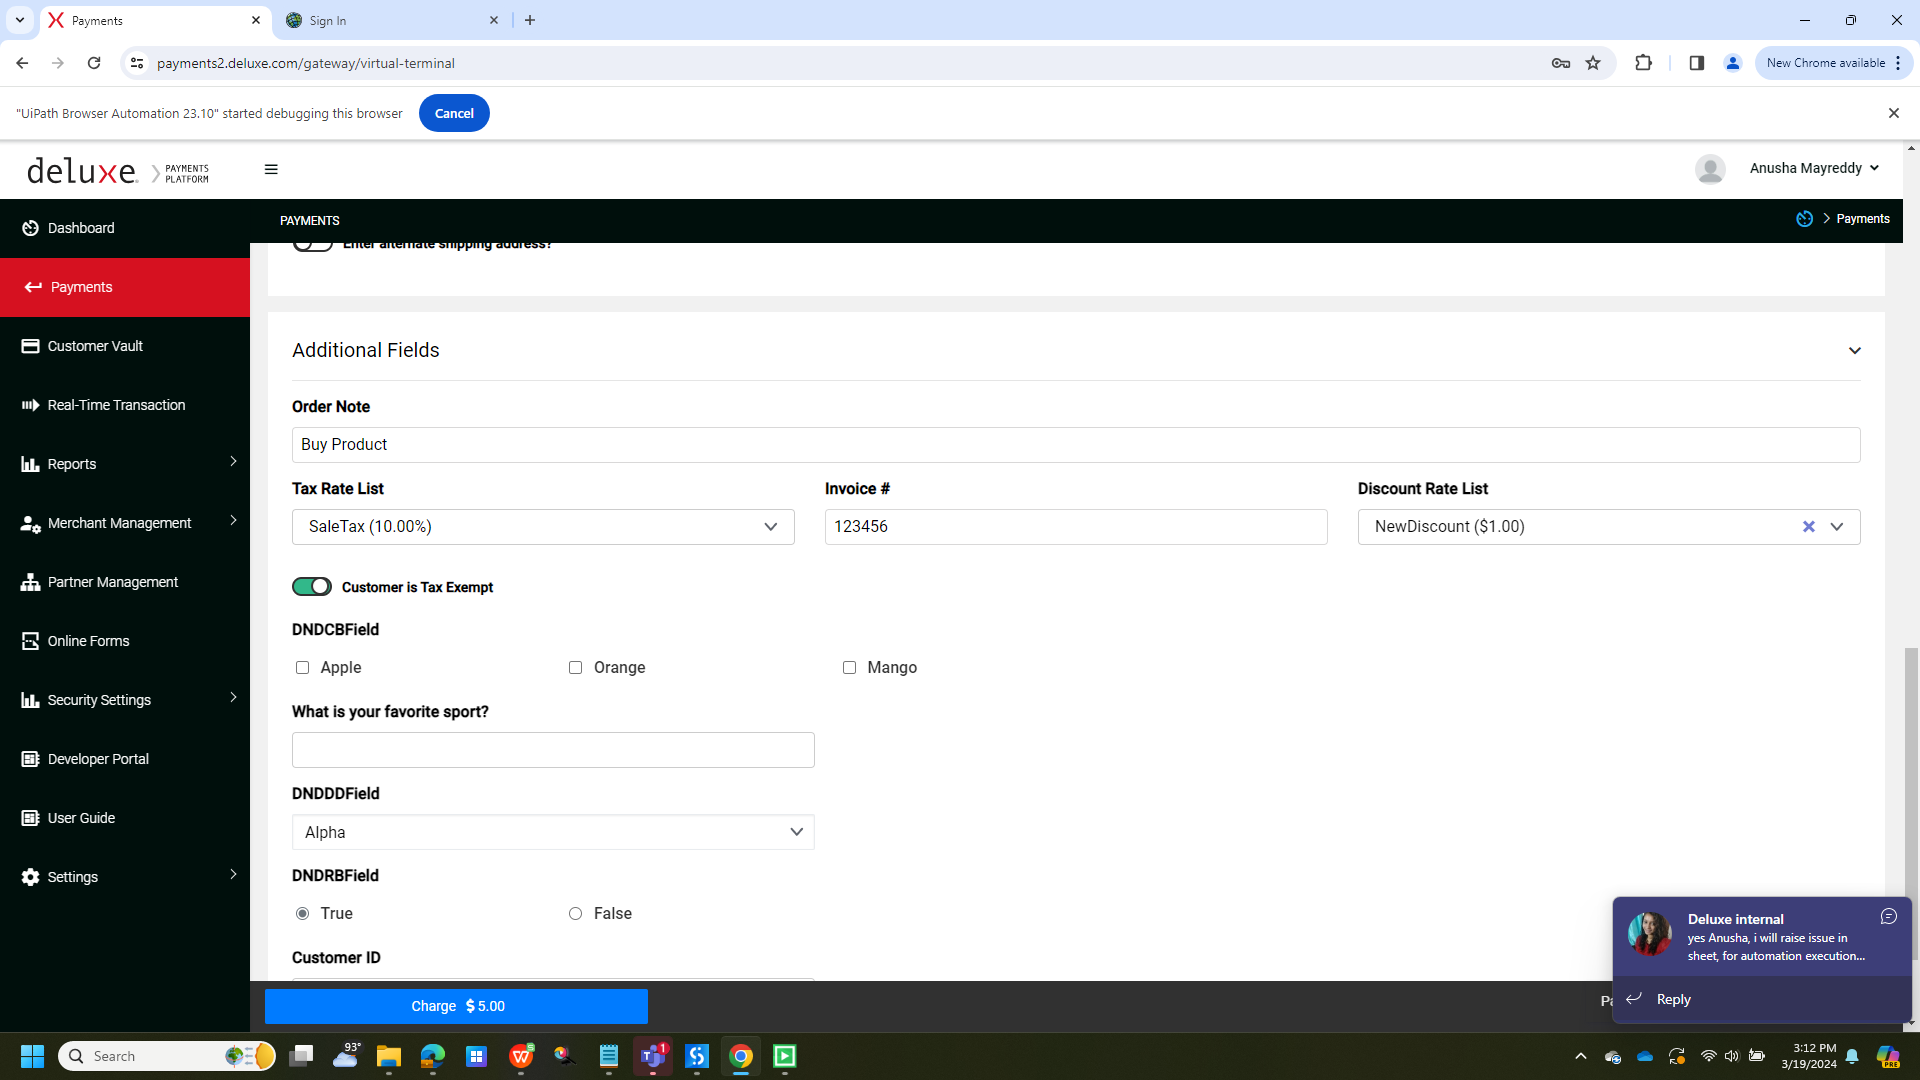 Payments
Sign In
payments2.deluxe.com/gateway/virtual-terminal
New Chrome available
"UiPath Browser Automation 23.10" started debugging this browser
Cancel
deluxe. PAYMENTS PLATFORM
Anusha Mayreddy
Dashboard
PAYMENTS
Payments
Enter alternate shipping address?
Payments
Customer Vault
Additional Fields
Real-Time Transaction
Order Note
Buy Product
Reports
Tax Rate List
Invoice #
Discount Rate List
Merchant Management
SaleTax (10.00%)
123456
NewDiscount ($1.00)
Partner Management
Customer is Tax Exempt
Online Forms
DNDCBField
Apple
Orange
Mango
Security Settings
What is your favorite sport?
Developer Portal
DNDDDField
User Guide
Alpha
Settings
DNDRBField
True
False
Customer ID
Deluxe internal
yes Anusha, i will raise issue in
sheet, for automation execution...
Reply
Charge $ 5.00
Pa
93°
Search
1
3:12 PM
3/19/2024
PRE